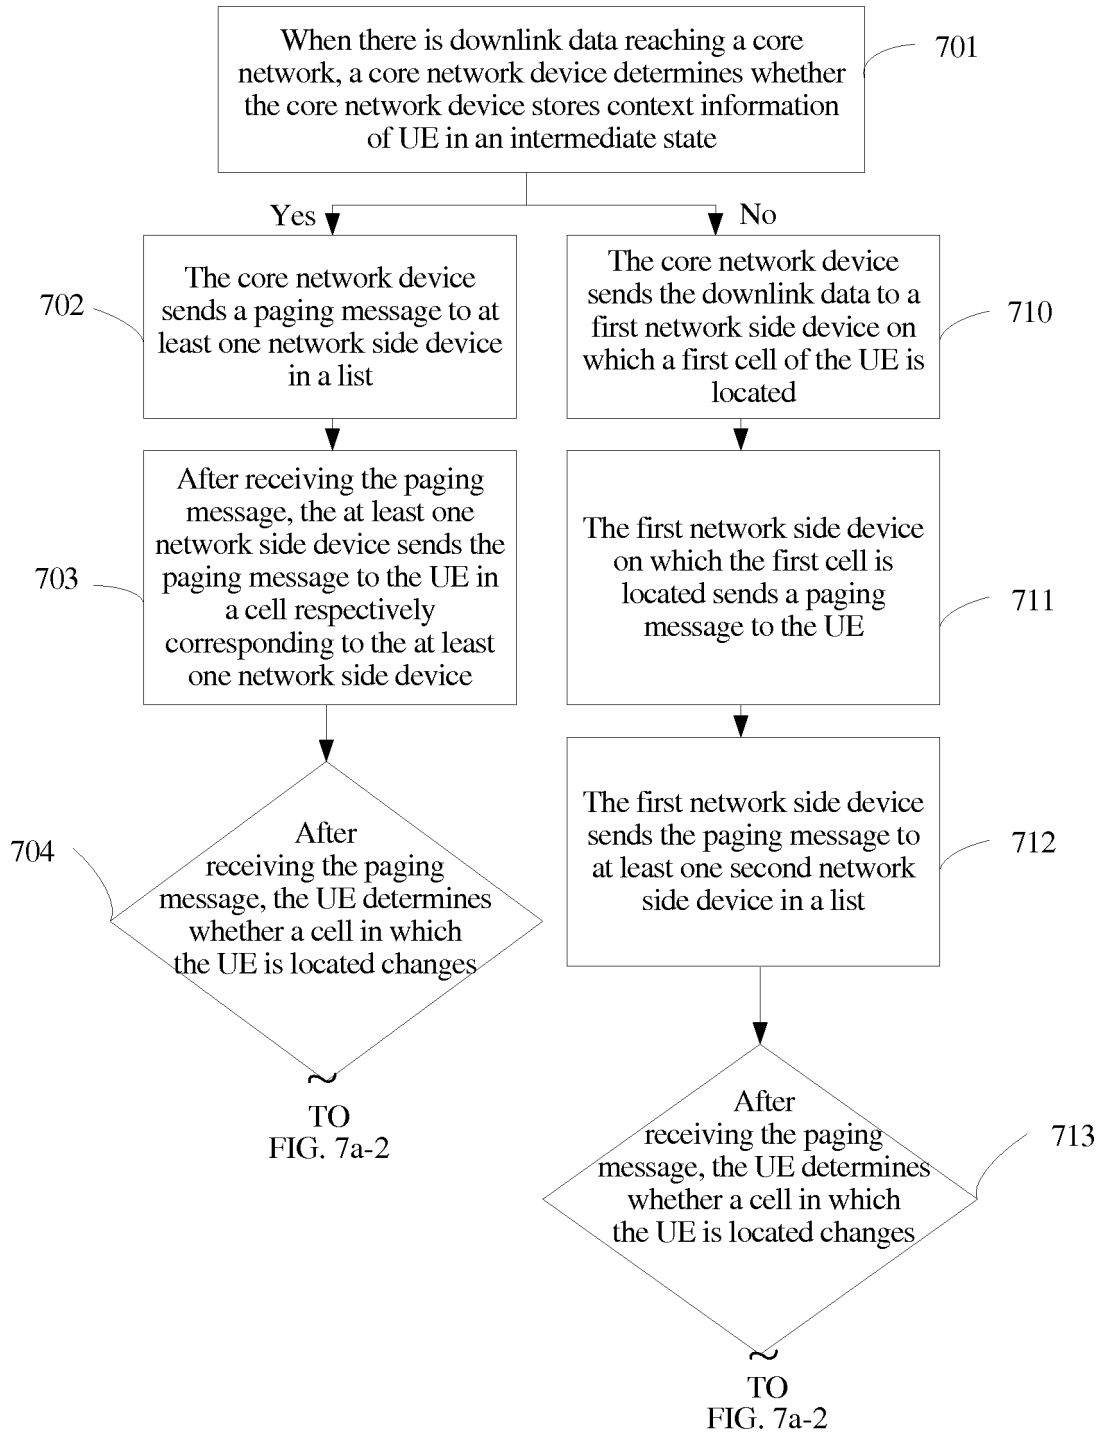 When there is downlink data reaching a core
network, a core network device determines whether
the core network device stores context information
of UE in an intermediate state
701
Yes
No
The core network device
sends a paging message to at
least one network side device
in a list
702
The core network device
sends the downlink data to a
first network side device on
which a first cell of the UE is
located
710
After receiving the paging
message, the at least one
network side device sends the
paging message to the UE in
a cell respectively
corresponding to the at least
one network side device
703
The first network side device
on which the first cell is
located sends a paging
message to the UE
711
The first network side device
sends the paging message to
at least one second network
side device in a list
712
After
receiving the paging
message, the UE determines
whether a cell in which
the UE is located changes
704
~
TO
FIG. 7a-2
After
receiving the paging
message, the UE determines
whether a cell in which
the UE is located changes
713
~
TO
FIG. 7a-2